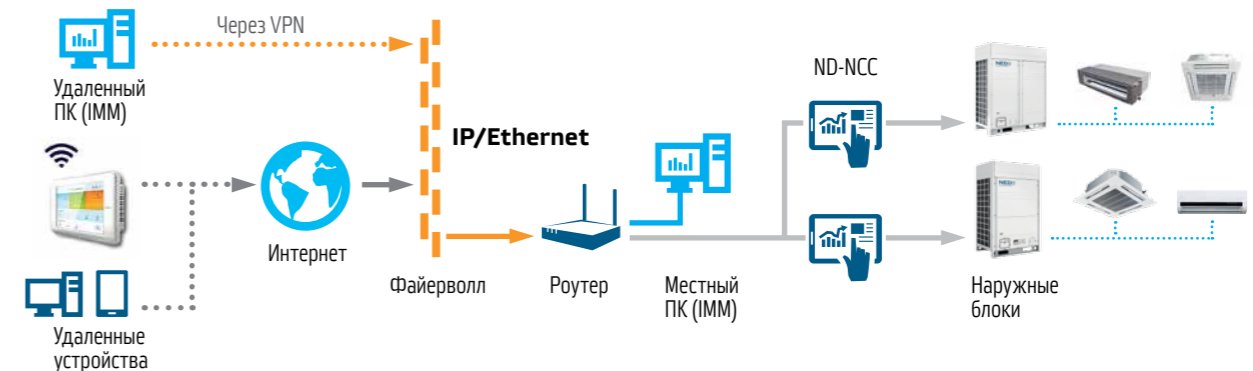 Через VPN
Удаленный
ПК (IMM)
IP/Ethernet
ND-NCC
Интернет
Файерволл
Роутер
Местный
ПК (IMM)
Наружные
блоки
Удаленные
устройства